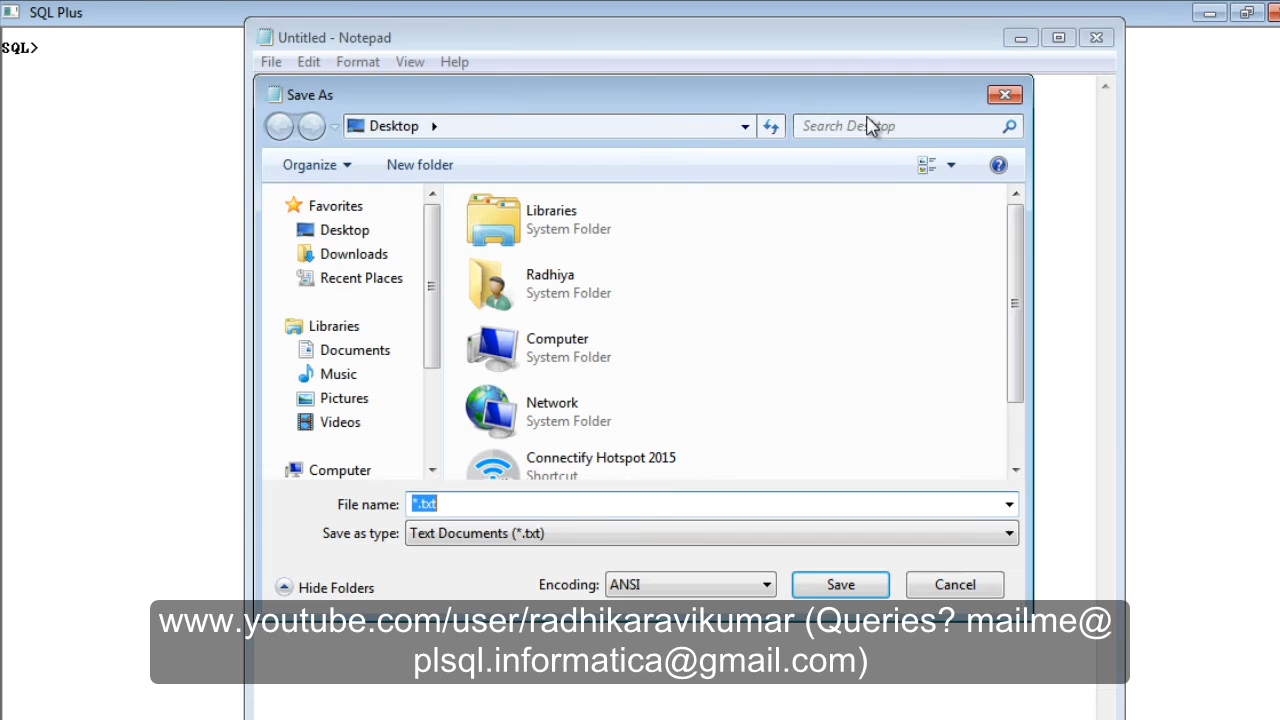 SQL Plus
SQL>
Untitled - Notepad
File Edit Format View Help
Save As
Desktop
Search Desktop
Organize New folder
Favorites
Desktop
Downloads
Recent Places
Libraries
Documents
Music
Pictures
Videos
Computer
Libraries
System Folder
Radhiya
System Folder
Computer
System Folder
Network
System Folder
Connectify Hotspot 2015
Shortcut
File name: *.txt
Save as type: Text Documents (*.txt)
Hide Folders Encoding: ANSI Save Cancel
www.youtube.com/user/radhikaravikumar (Queries? mailme@
plsql.informatica@gmail.com)